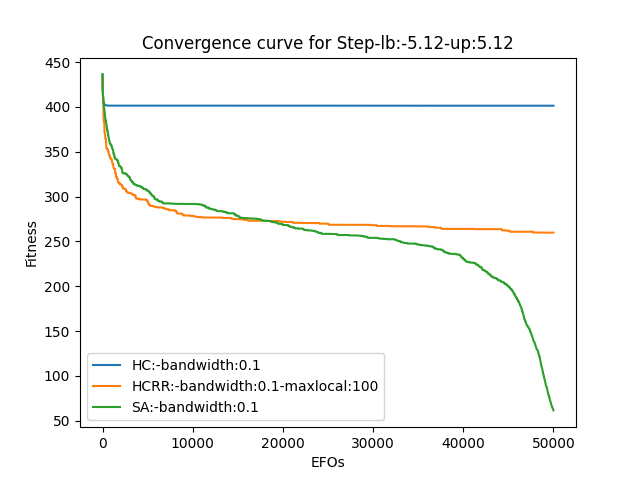 Convergence curve for Step-lb:-5.12-up:5.12
450
400
350
300
250
200
150
100
50
Fitness
HC:-bandwidth:0.1
HCRR:-bandwidth:0.1-maxlocal:100
SA:-bandwidth:0.1
0 10000 20000 30000 40000 50000
EFOs